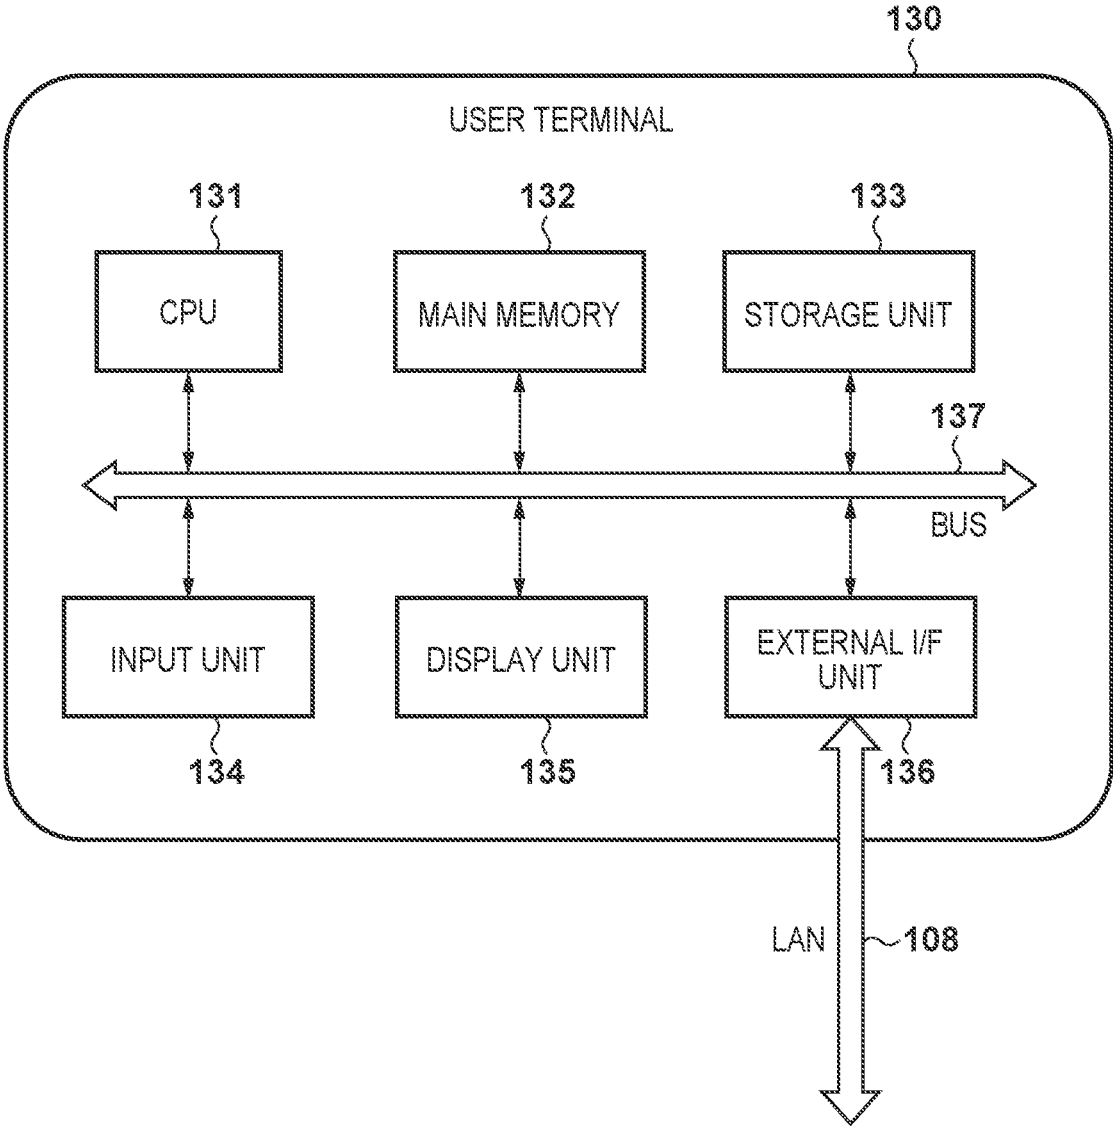 130
USER TERMINAL
131
132
133
CPU
MAIN MEMORY
STORAGE UNIT
137
BUS
INPUT UNIT
DISPLAY UNIT
EXTERNAL I/F
UNIT
134
135
136
LAN
108